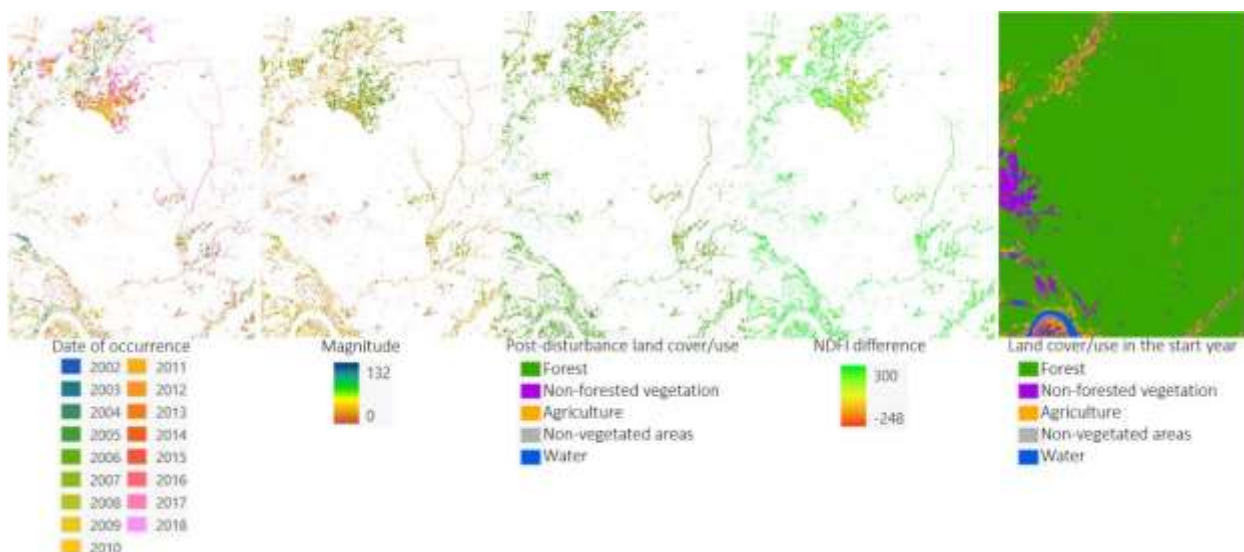 Date of occurrence
2002 2011
2003 2012
2004 2013
2005 2014
2006 2015
2007 2016
2008 2017
2009 2018
2010
Magnitude
132
0
Post-disturbance land cover/use
Forest
Non-forested vegetation
Agriculture
Non-vegetated areas
Water
NDFI difference
300
-248
Land cover/use in the start year
Forest
Non-forested vegetation
Agriculture
Non-vegetated areas
Water